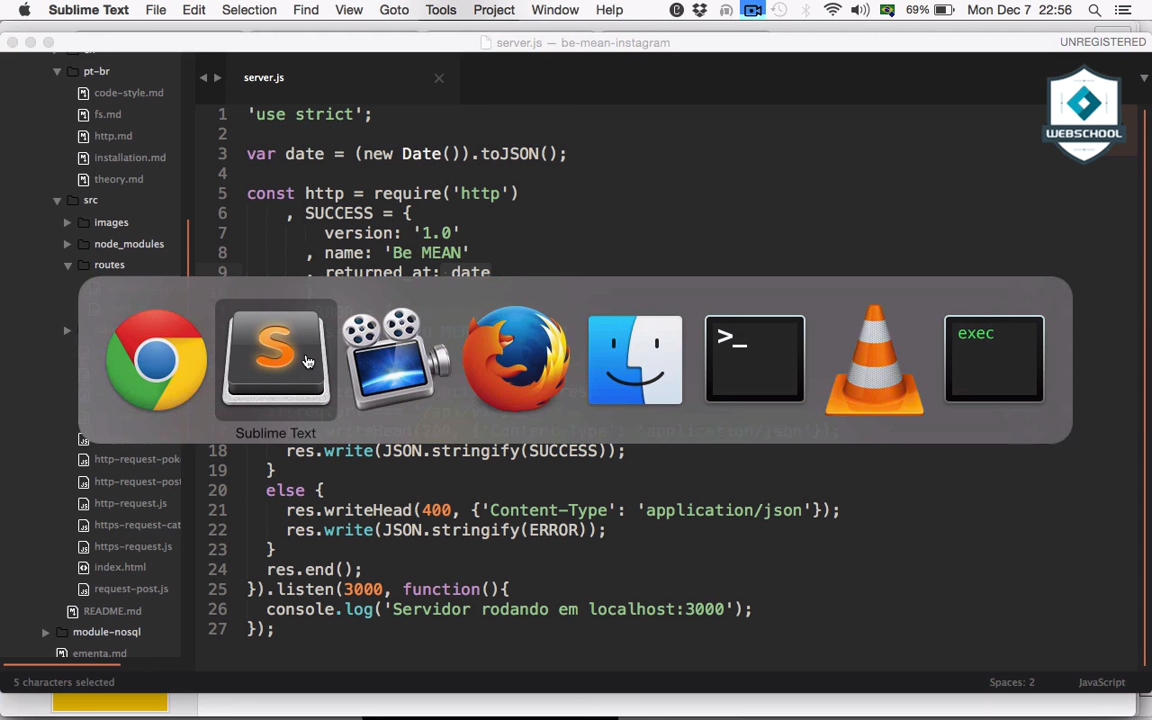 Sublime Text File Edit Selection Find View Goto Tools Project Window Help 69% Mon Dec 7 22:56
server.js — be-mean-instagram UNREGISTERED
pt-br
code-style.md
fs.md
http.md
installation.md
theory.md
src
images
node_modules
routes
http-request-pok
http-request-post
http-request.js
https-request-cat
https-request.js
index.html
request-post.js
README.md
module-nosql
ementa.md
server.js
WEBSCHOOL
1 'use strict';
2
3 var date = (new Date()).toJSON();
4
5 const http = require('http')
6 , SUCCESS = {
7 version: '1.0'
8 , name: 'Be MEAN'
9 , returned_at: date
>_
exec
Sublime Text
18 res.write(JSON.stringify(SUCCESS));
19 }
20 else {
21 res.writeHead(400, {'Content-Type': 'application/json'});
22 res.write(JSON.stringify(ERROR));
23 }
24 res.end();
25 }).listen(3000, function(){
26 console.log('Servidor rodando em localhost:3000');
27 });
5 characters selected Spaces: 2 JavaScript